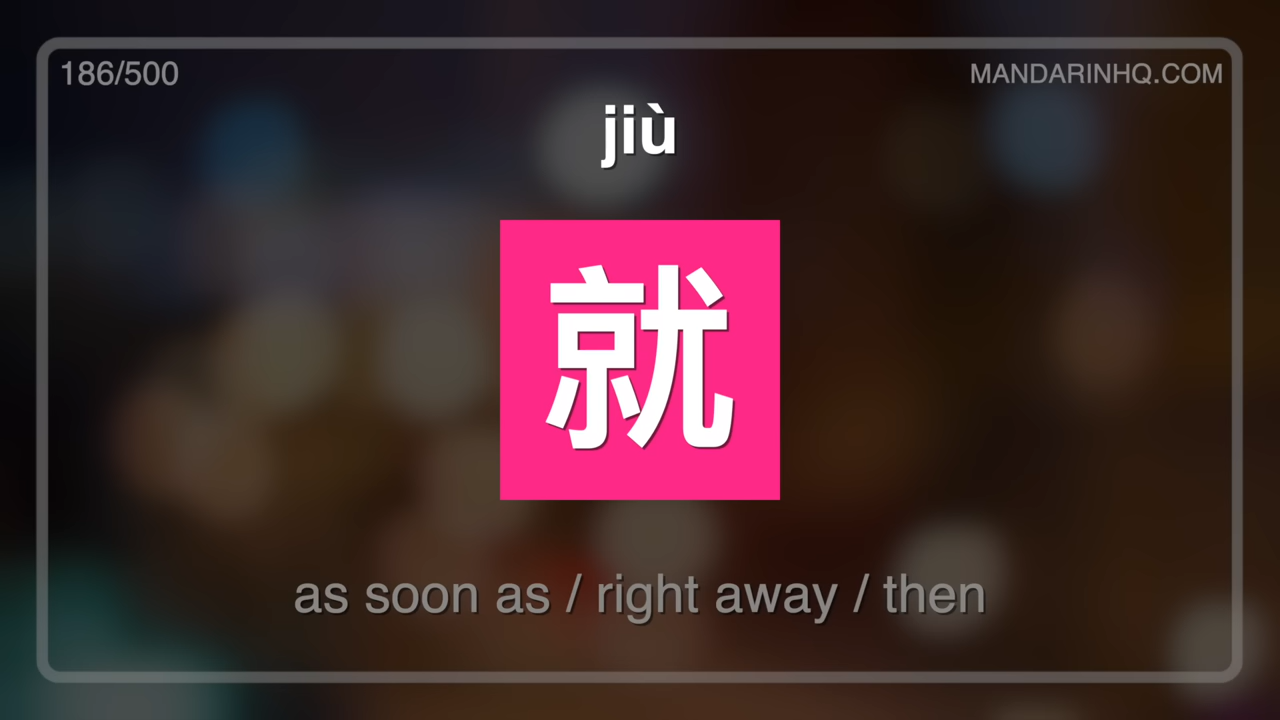 186/500
MANDARINHQ.COM
jiù
就
as soon as / right away / then